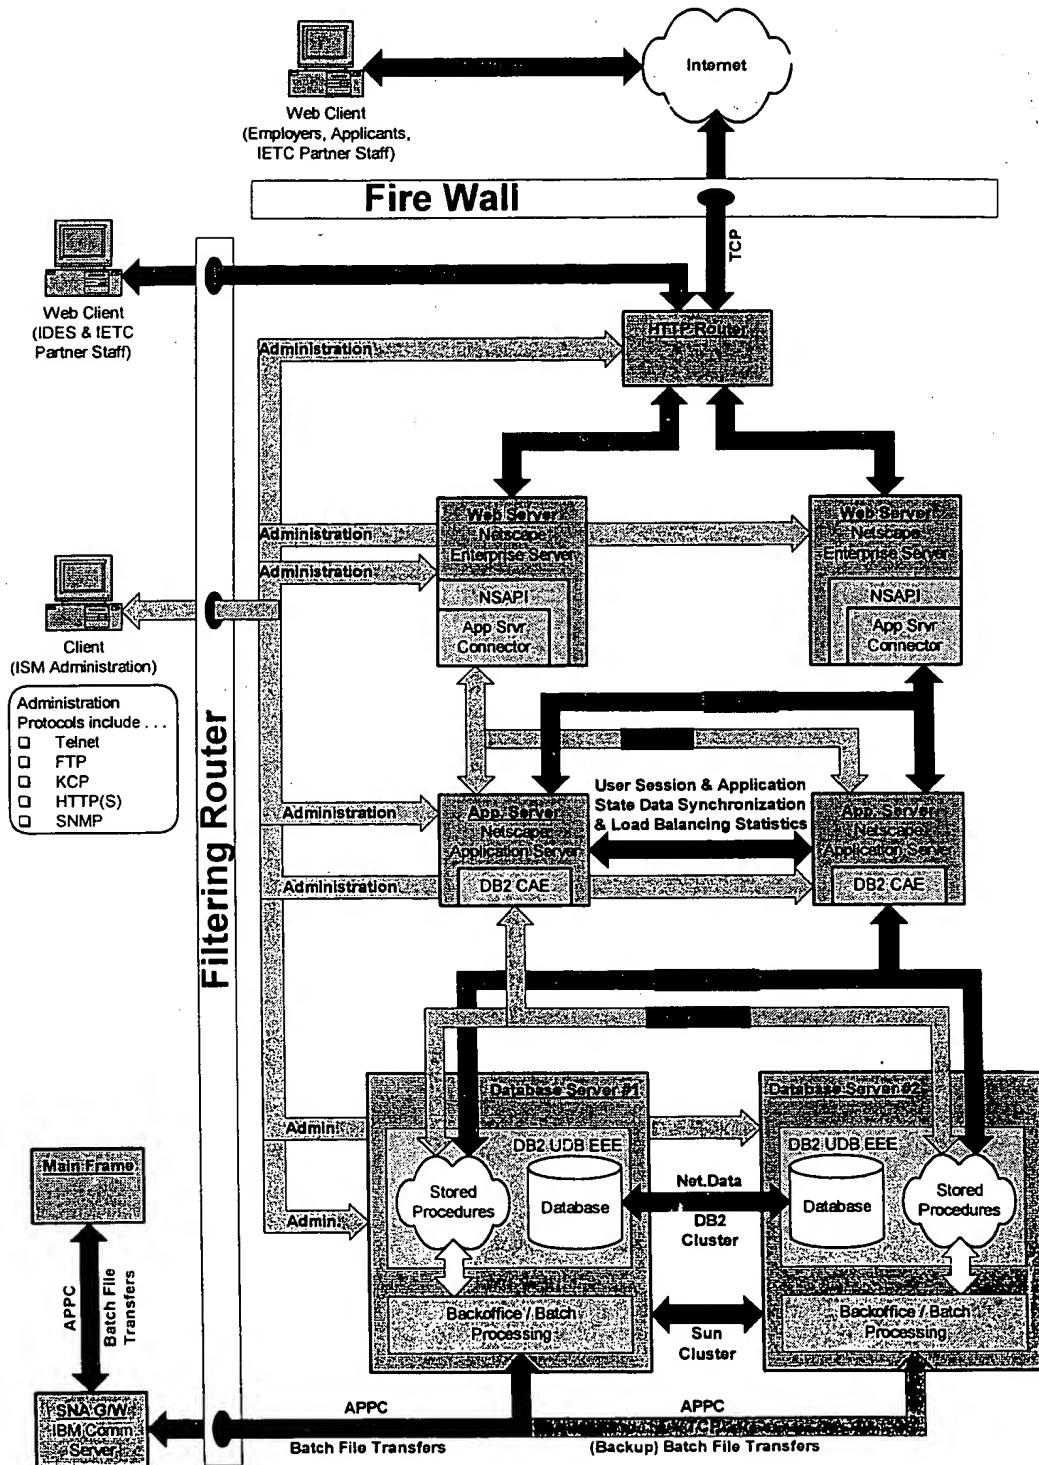 Internet
Web Client
(Employers, Applicants,
IETC Partner Staff)
Fire Wall
TCP
Web Client
(IDES & IETC
Partner Staff)
HTTP Router
Administration
Web Server
Netscape
Enterprise Server
NSAPI
App Srvr
Connector
Web Server
Netscape
Enterprise Server
NSAPI
App Srvr
Connector
Administration
Administration
Client
(ISM Administration)
Administration
Protocols include . . .
❑ Telnet
❑ FTP
❑ KCP
❑ HTTP(S)
❑ SNMP
Filtering Router
User Session & Application
State Data Synchronization
& Load Balancing Statistics
Administration
App. Server
Netscape
Application Server
DB2 CAE
App. Server
Netscape
Application Server
DB2 CAE
Administration
Database Server #1
Database Server #2
Admini.
DB2 UDB EEE
DB2 UDB EEE
Stored
Procedures
Database
Net.Data
DB2
Cluster
Database
Stored
Procedures
Admini.
Main Frame
APPC
Batch File
Transfers
Backoffice / Batch
Processing
Sun
Cluster
Backoffice / Batch
Processing
SNA G/W
IBM Comm
Server
APPC
Batch File Transfers
APPC
TCP
(Backup) Batch File Transfers